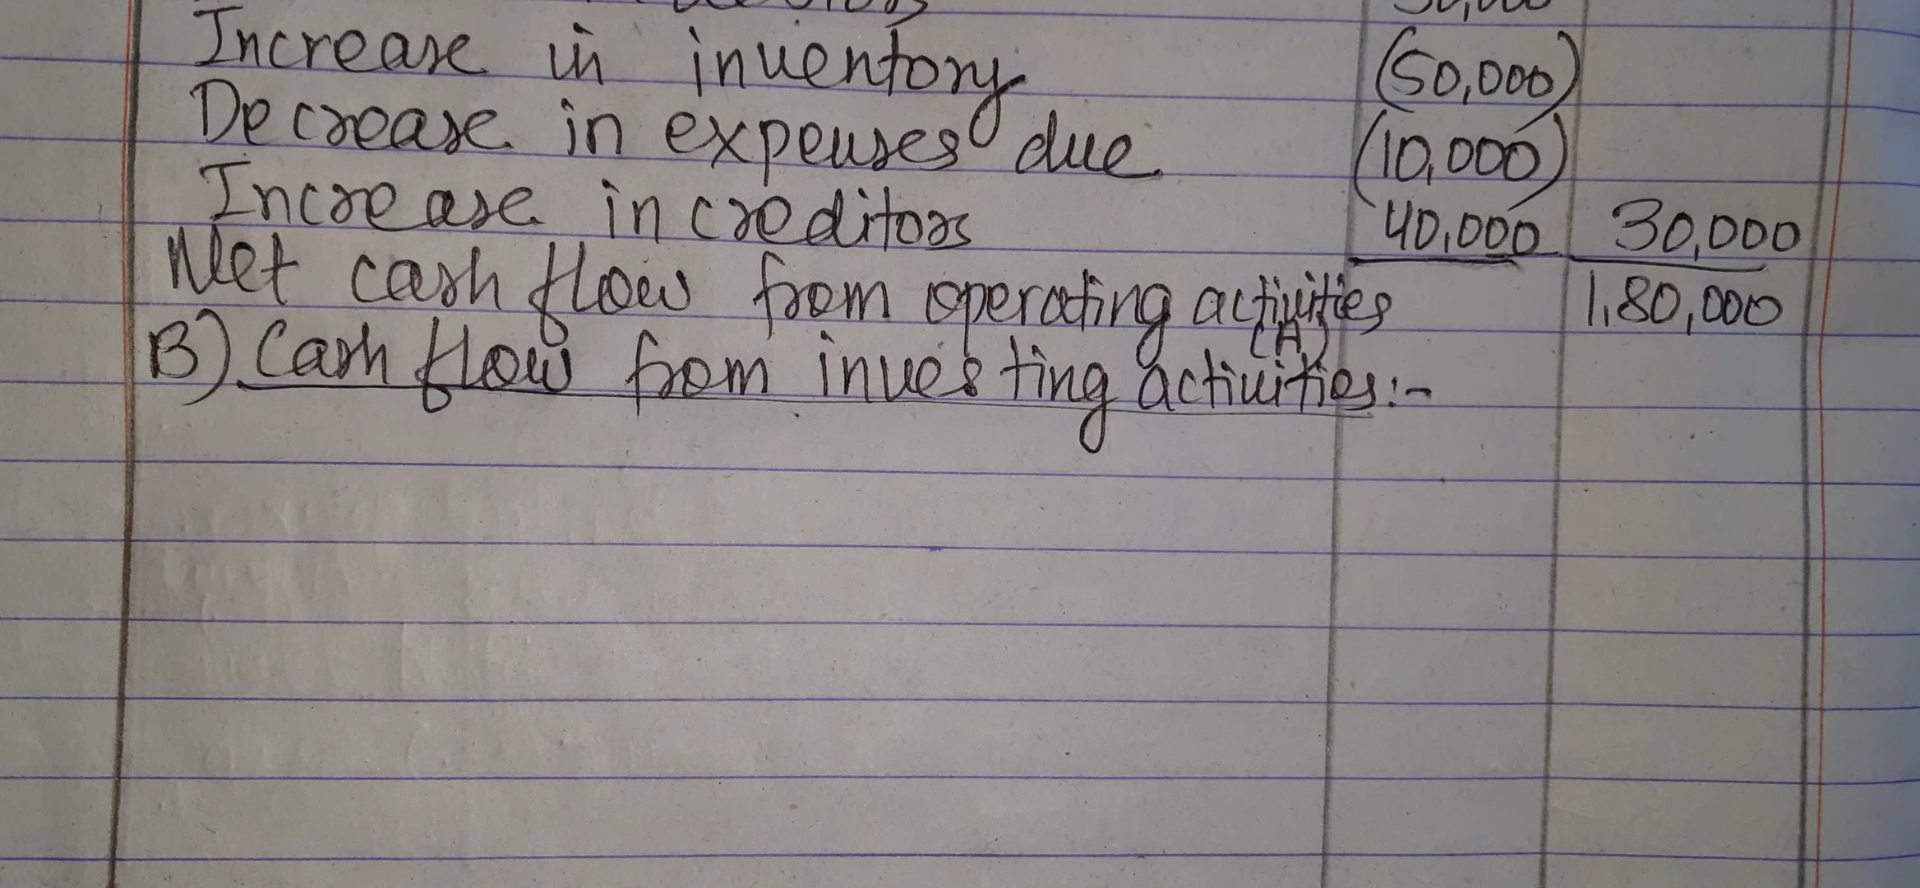 Increase in inventory (50,000)
Decrease in expenses due (10,000)
Increase in creditors 40,000 30,000
Net cash flow from operating activities 1,80,000
(A)
B) Cash flow from investing activities:-